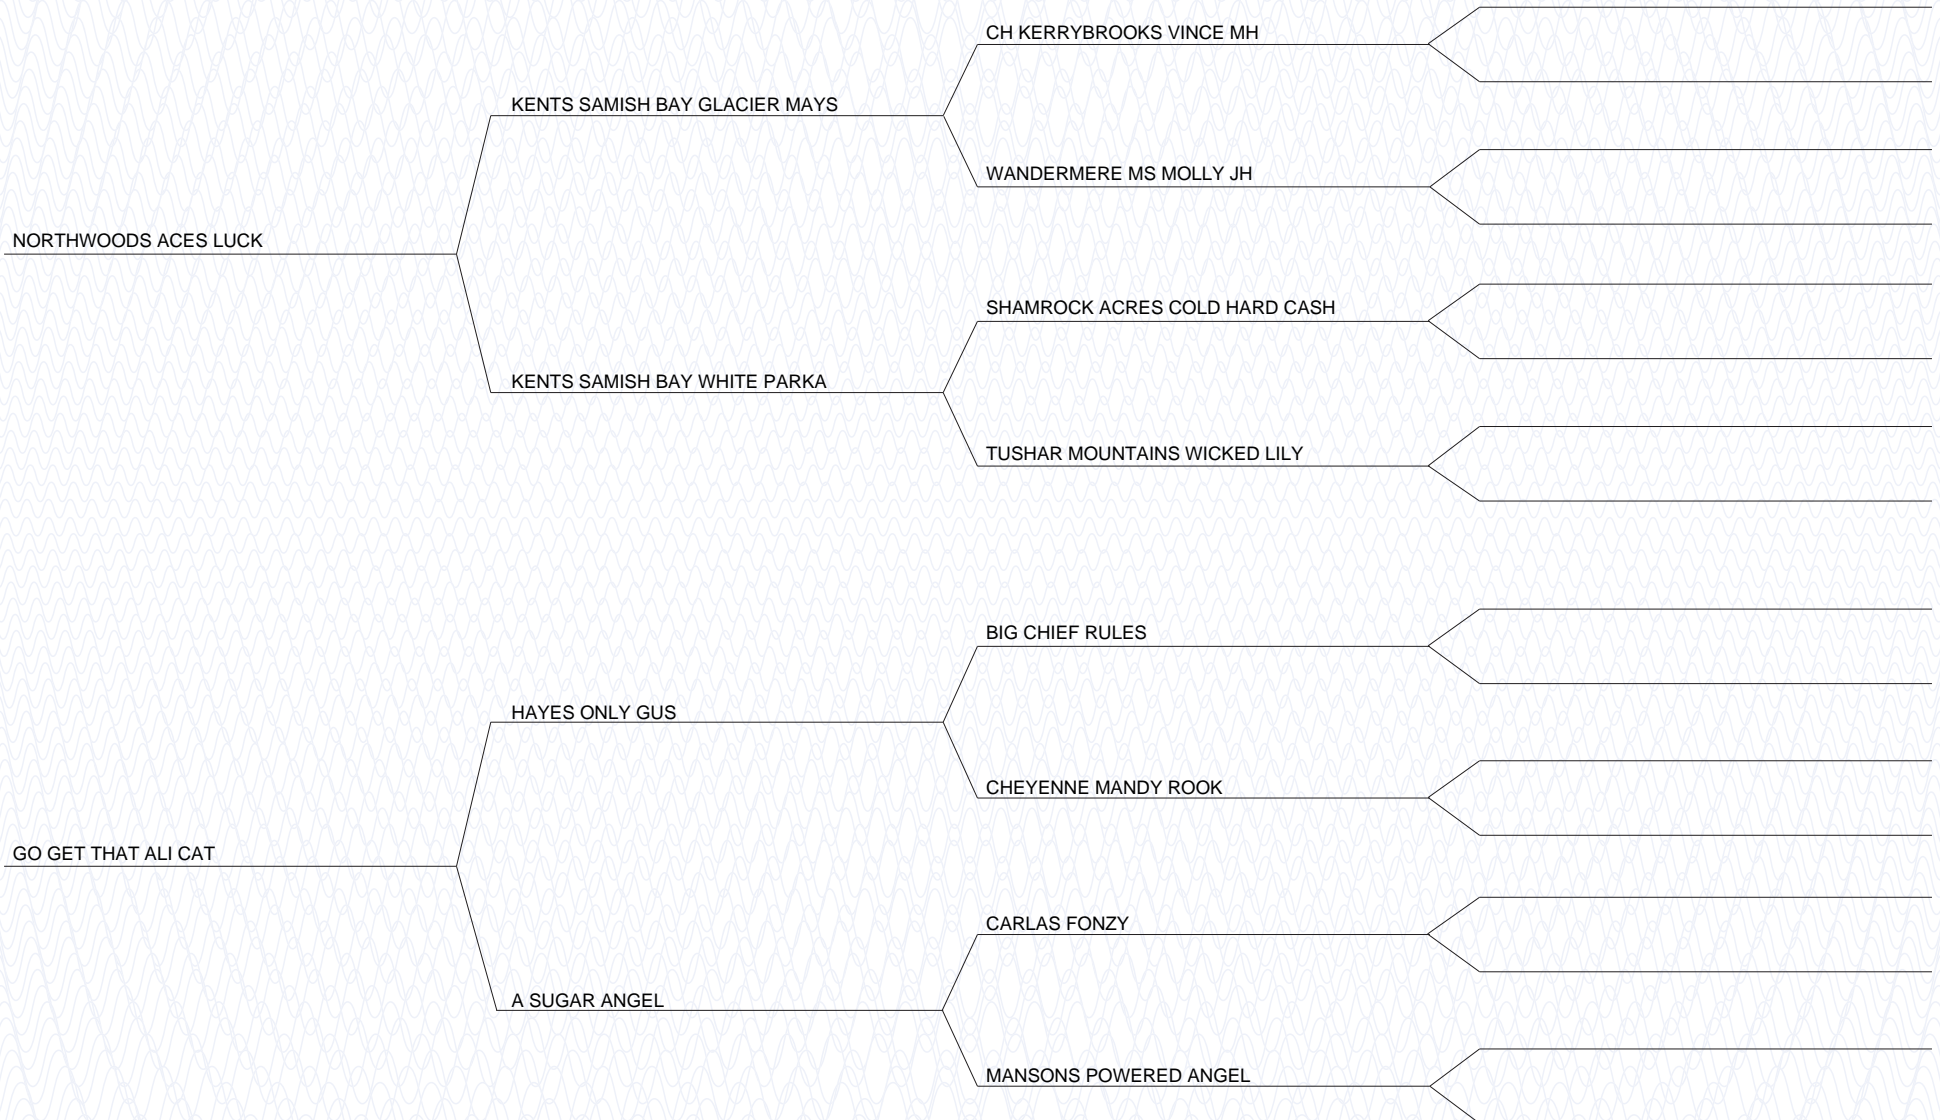 CH KERRYBROOKS VINCE MH
KENTS SAMISH BAY GLACIER MAYS
WANDERMERE MS MOLLY JH
NORTHWOODS ACES LUCK
SHAMROCK ACRES COLD HARD CASH
KENTS SAMISH BAY WHITE PARKA
TUSHAR MOUNTAINS WICKED LILY
BIG CHIEF RULES
HAYES ONLY GUS
CHEYENNE MANDY ROOK
GO GET THAT ALI CAT
CARLAS FONZY
A SUGAR ANGEL
MANSONS POWERED ANGEL